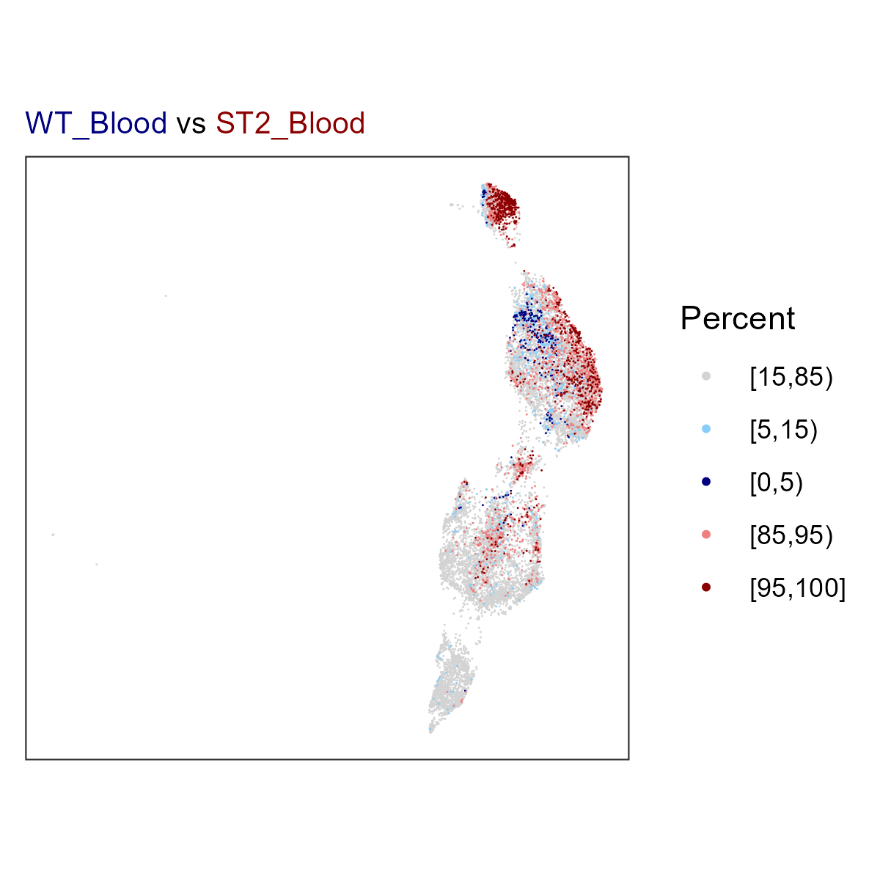 WT_Blood vs ST2_Blood
Percent
[15,85)
[5,15)
[0,5)
[85,95)
[95,100]